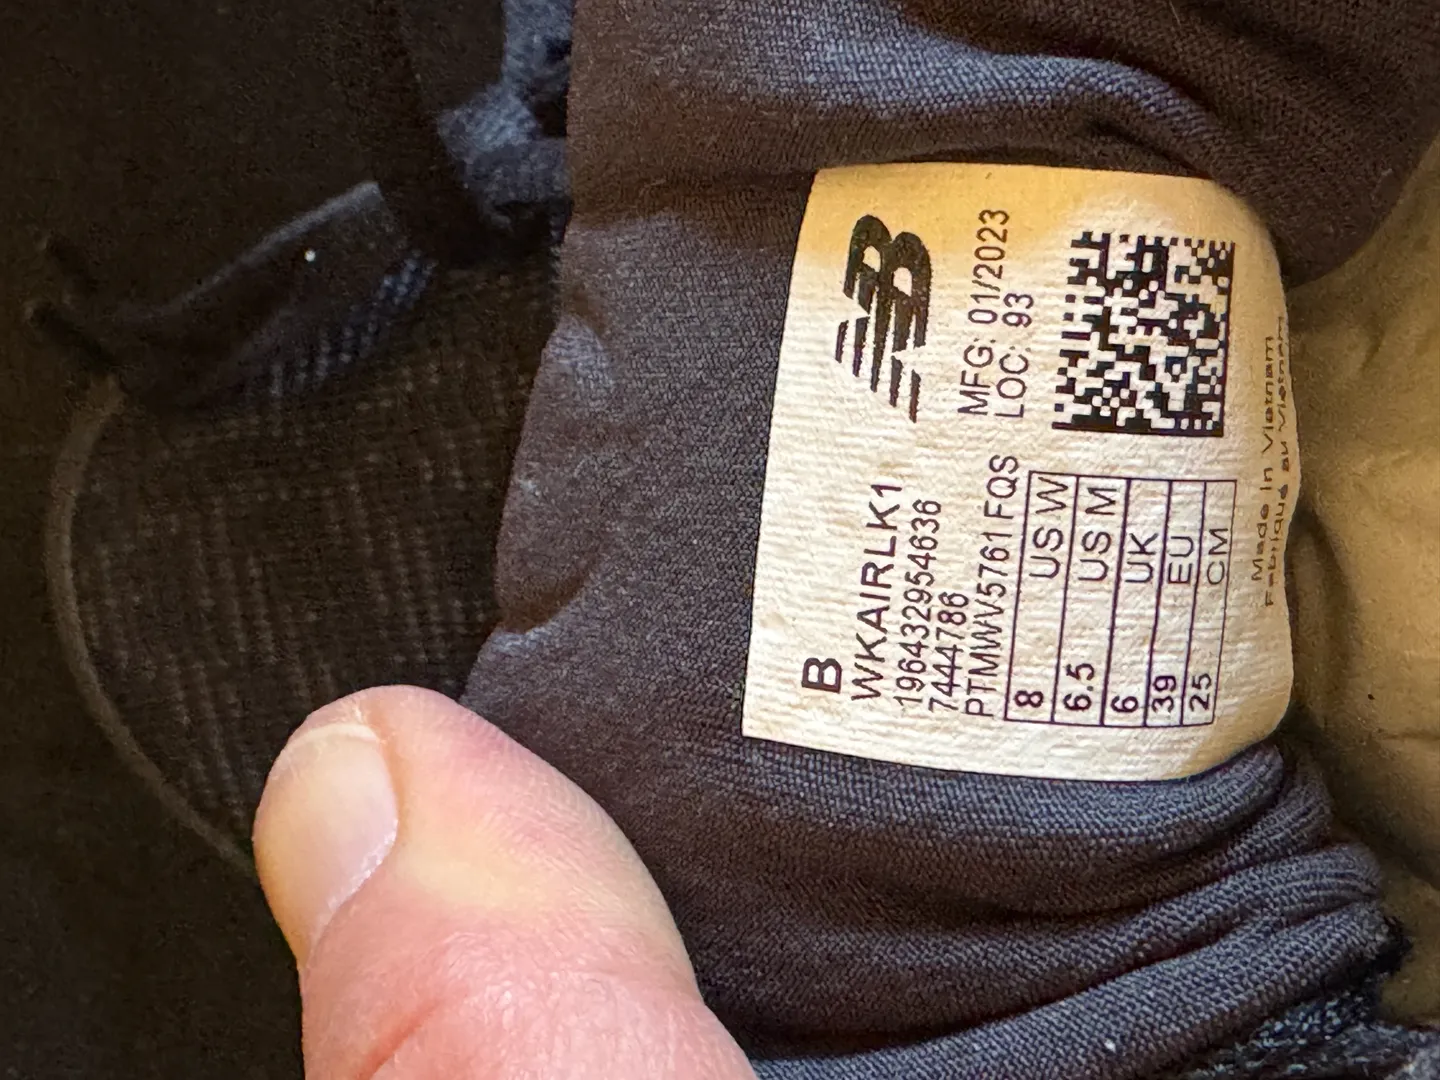 NB
MFG: 01/2023
LOC: 93
B
WKAIRLK1
196432954636
7444786
PTMWV5761 FQS
8 US W
6.5 US M
6 UK
39 EU
25 CM
Made in Vietnam
Fabriqué au Vietnam